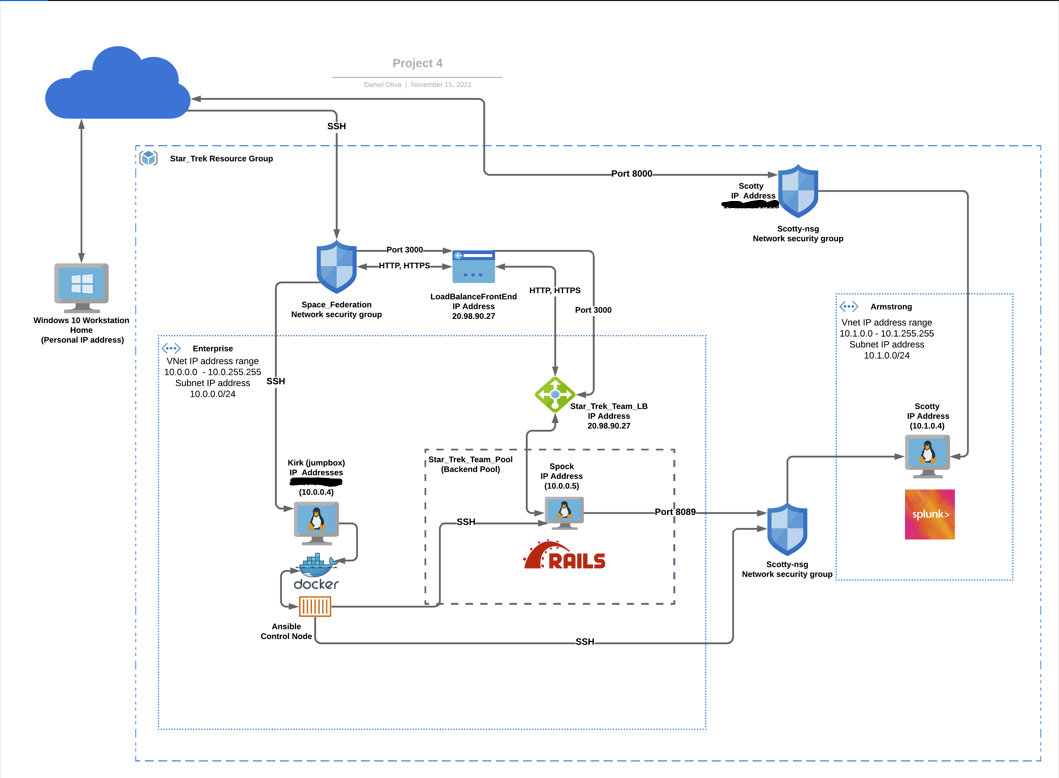 Project 4
Daniel Oliva | November 15, 2021
SSH
Star_Trek Resource Group
Port 8000
Scotty
IP Address
Scotty-nsg
Network security group
Port 3000
HTTP, HTTPS
Space_Federation
Network security group
LoadBalanceFrontEnd
IP Address
20.98.90.27
HTTP, HTTPS
Port 3000
Windows 10 Workstation
Home
(Personal IP address)
Enterprise
VNet IP address range
10.0.0.0 - 10.0.255.255
Subnet IP address
10.0.0.0/24
SSH
Armstrong
Vnet IP address range
10.1.0.0 - 10.1.255.255
Subnet IP address
10.1.0.0/24
Star_Trek_Team_LB
IP Address
20.98.90.27
Scotty
IP Address
(10.1.0.4)
splunk>
Star_Trek_Team_Pool
(Backend Pool)
Spock
IP Address
(10.0.0.5)
Kirk (jumpbox)
IP Addresses
(10.0.0.4)
Port 8089
SSH
RAILS
docker
Scotty-nsg
Network security group
Ansible
Control Node
SSH